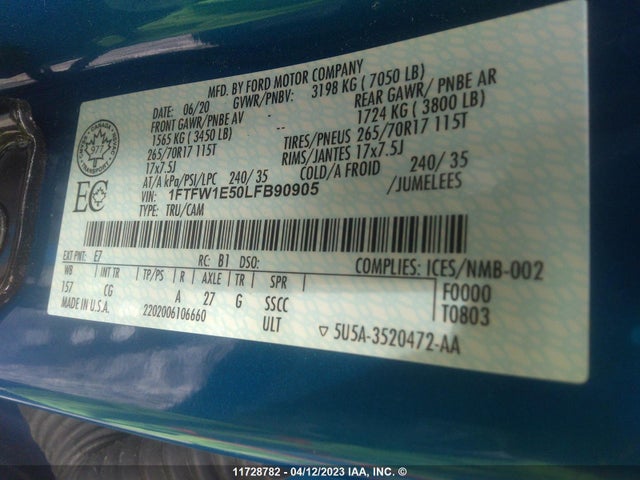 MFD. BY FORD MOTOR COMPANY
06/20 GVWR/PNBV: 3198 KG ( 7050 LB)
FRONT GAWR/PNBE AV -- REAR GAWR/ PNBE AR
1565 KG ( 3450 LB) -- 1724 KG ( 3800 LB)
265/70R17 115T TIRES/PNEUS 265/70R17 115T
17x7.5J RIMS/JANTES 17x7.5J
AT/A kPa/PSI/LPC 240/ 35 COLD/A FROID 240/ 35
VIN: 1FTFW1E50LFB90905 /JUMELEES
TYPE: TRU/CAM
CANADA
EC
EXT PNT: E7 RC: B1 DSO: COMPLIES: ICES/NMB-002
WB INT TR TP/PS R AXLE TR SPR F0000
157 CG A 27 G SSCC T0803
MADE IN U.S.A. 2202006106660 ULT 5U5A-3520472-AA
11728782 - 04/12/2023 IAA, INC. ©